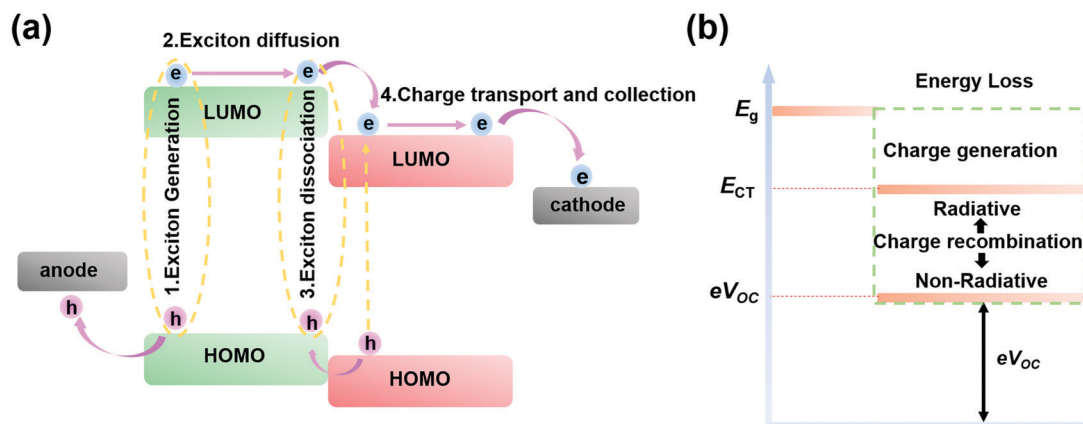 (a)
2.Exciton diffusion
e
e
LUMO
4.Charge transport and collection
e
e
LUMO
1.Exciton Generation
3.Exciton dissociation
e
cathode
anode
h
h
h
h
HOMO
HOMO
(b)
Energy Loss
Eg
Charge generation
ECT
Radiative
Charge recombination
Non-Radiative
eVOC
eVOC